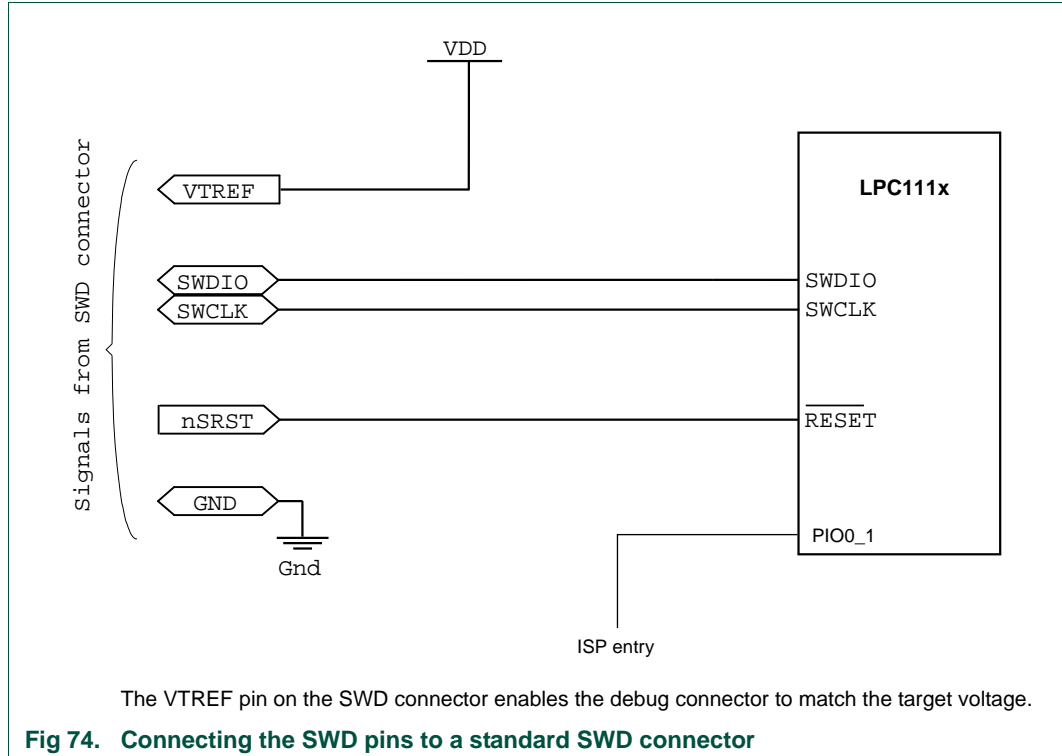 VDD
Signals from SWD connector
VTREF
LPC111x
SWDIO
SWDIO
SWCLK
SWCLK
nSRST
RESET
GND
Gnd
PIO0_1
ISP entry
The VTREF pin on the SWD connector enables the debug connector to match the target voltage.
Fig 74. Connecting the SWD pins to a standard SWD connector